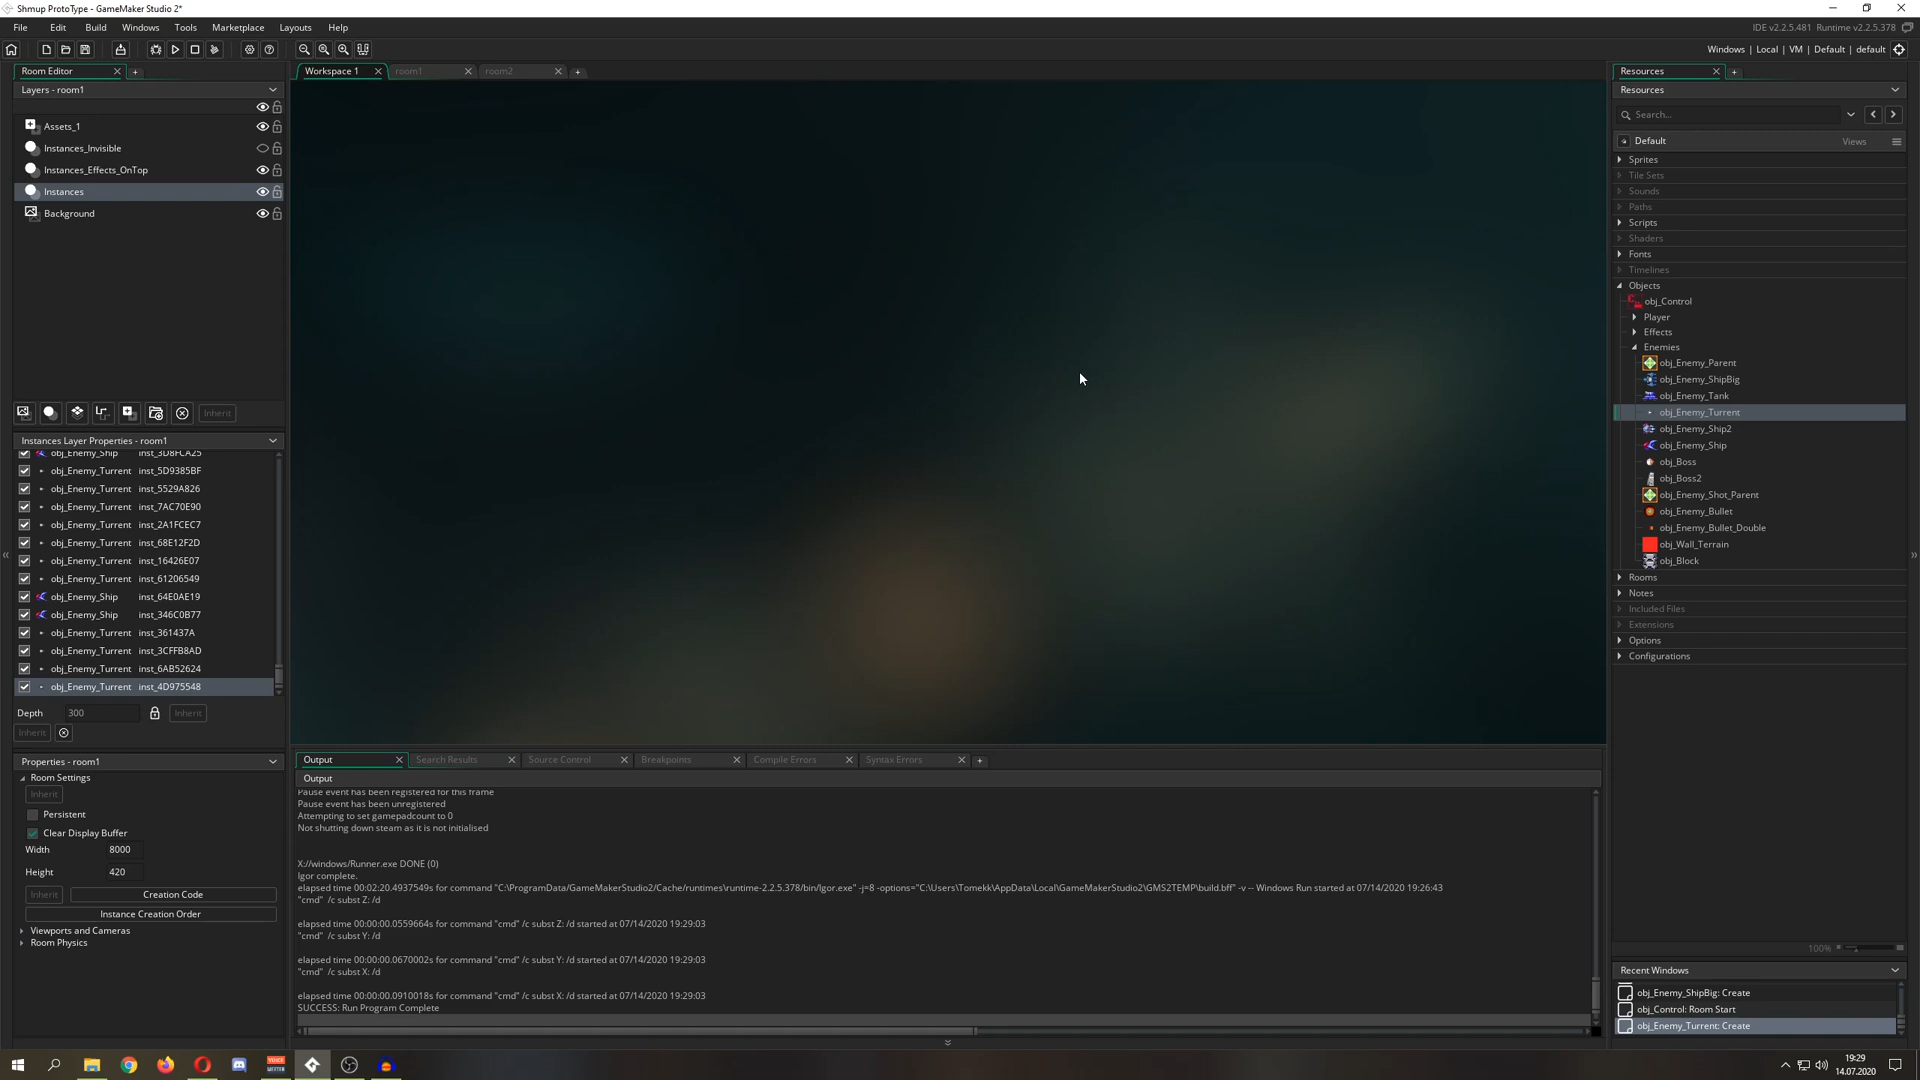 Shmup ProtoType - GameMaker Studio 2*
File Edit Build Windows Tools Marketplace Layouts Help
IDE v2.2.5.481 Runtime v2.2.5.378
Windows | Local | VM | Default | default
Room Editor
Workspace 1 room1 room2
Resources
Layers - room1
Resources
Search...
Assets_1
Instances_Invisible
Instances_Effects_OnTop
Instances
Background
Default Views
Sprites
Tile Sets
Sounds
Paths
Scripts
Shaders
Fonts
Timelines
Objects
obj_Control
Player
Effects
Enemies
obj_Enemy_Parent
obj_Enemy_ShipBig
obj_Enemy_Tank
obj_Enemy_Turrent
obj_Enemy_Ship2
obj_Enemy_Ship
obj_Boss
obj_Boss2
obj_Enemy_Shot_Parent
obj_Enemy_Bullet
obj_Enemy_Bullet_Double
obj_Wall_Terrain
obj_Block
Rooms
Notes
Included Files
Extensions
Options
Configurations
Inherit
Instances Layer Properties - room1
obj_Enemy_Ship inst_3D8FCA25
obj_Enemy_Turrent inst_5D9385BF
obj_Enemy_Turrent inst_5529A826
obj_Enemy_Turrent inst_7AC70E90
obj_Enemy_Turrent inst_2A1FCEC7
obj_Enemy_Turrent inst_68E12F2D
obj_Enemy_Turrent inst_16426E07
obj_Enemy_Turrent inst_61206549
obj_Enemy_Ship inst_64E0AE19
obj_Enemy_Ship inst_346C0B77
obj_Enemy_Turrent inst_361437A
obj_Enemy_Turrent inst_3CFFB8AD
obj_Enemy_Turrent inst_6AB52624
obj_Enemy_Turrent inst_4D975548
Depth 300 Inherit
Inherit
Properties - room1
Room Settings
Inherit
Persistent
Clear Display Buffer
Width 8000
Height 420
Inherit Creation Code
Instance Creation Order
Viewports and Cameras
Room Physics
Output Search Results Source Control Breakpoints Compile Errors Syntax Errors
Output
Pause event has been registered for this frame
Pause event has been unregistered
Attempting to set gamepadcount to 0
Not shutting down steam as it is not initialised
X://windows/Runner.exe DONE (0)
Igor complete.
elapsed time 00:02:20.4937549s for command "C:\ProgramData/GameMakerStudio2/Cache/runtimes\runtime-2.2.5.378/bin/Igor.exe" -j=8 -options="C:\Users\Tomekk\AppData\Local\GameMakerStudio2\GMS2TEMP\build.bff" -v -- Windows Run started at 07/14/2020 19:26:43
"cmd" /c subst Z: /d
elapsed time 00:00:00.0559664s for command "cmd" /c subst Z: /d started at 07/14/2020 19:29:03
"cmd" /c subst Y: /d
elapsed time 00:00:00.0670002s for command "cmd" /c subst Y: /d started at 07/14/2020 19:29:03
"cmd" /c subst X: /d
elapsed time 00:00:00.0910018s for command "cmd" /c subst X: /d started at 07/14/2020 19:29:03
SUCCESS: Run Program Complete
100%
Recent Windows
obj_Enemy_ShipBig: Create
obj_Control: Room Start
obj_Enemy_Turrent: Create
19:29
14.07.2020